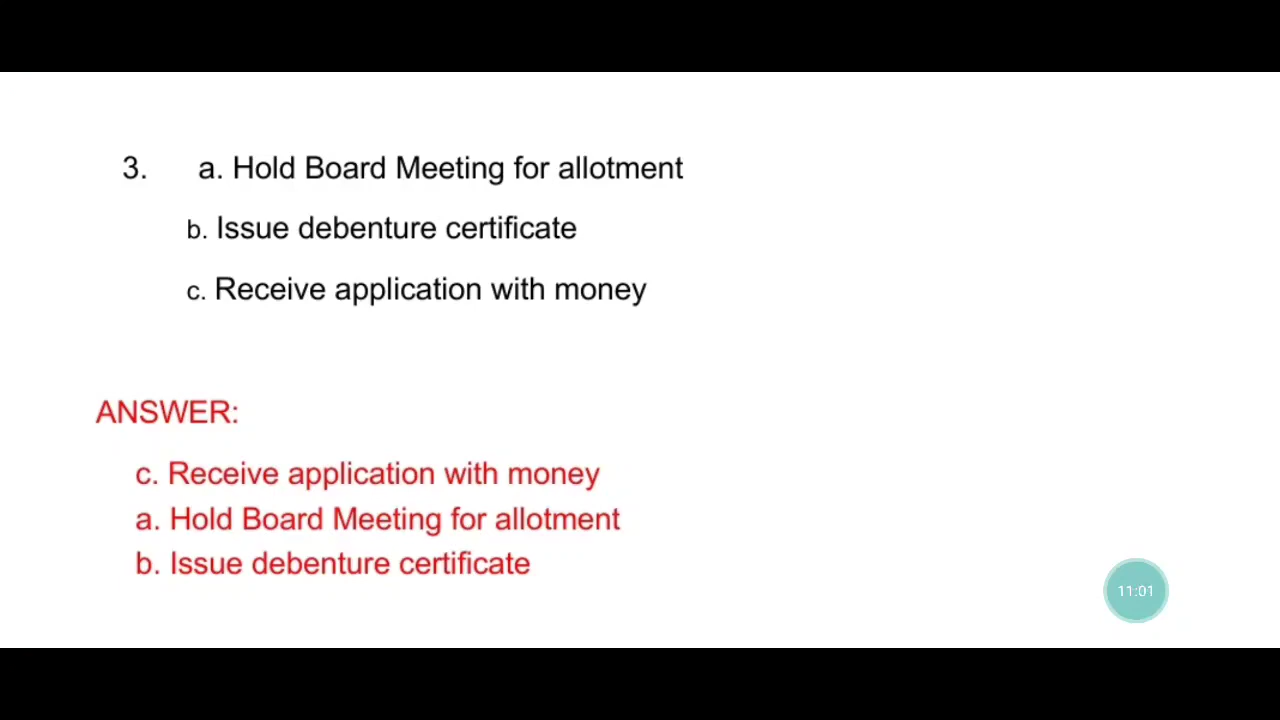 3. a. Hold Board Meeting for allotment
b. Issue debenture certificate
c. Receive application with money
ANSWER:
c. Receive application with money
a. Hold Board Meeting for allotment
b. Issue debenture certificate
11:01